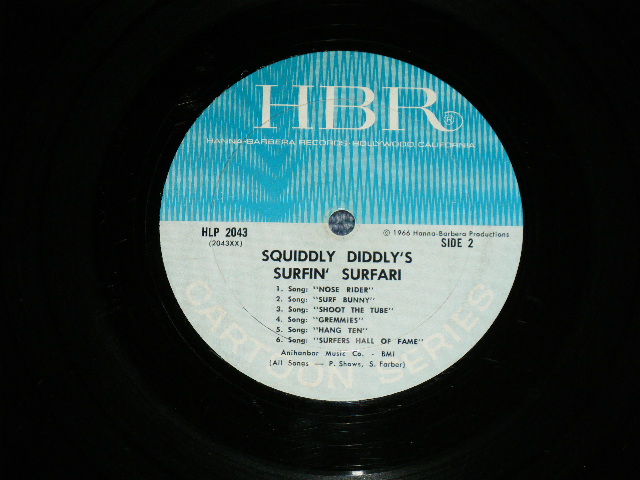 HBR®
HANNA-BARBERA RECORDS · HOLLYWOOD, CALIFORNIA
HLP 2043
(2043XX)
© 1966 Hanna-Barbera Productions
SIDE 2
SQUIDDLY DIDDLY'S
SURFIN' SURFARI
1. Song: "NOSE RIDER"
2. Song: "SURF BUNNY"
3. Song: "SHOOT THE TUBE"
4. Song: "GREMMIES"
5. Song: "HANG TEN"
6. Song: "SURFERS HALL OF FAME"
Anihanbar Music Co. - BMI
(All Songs — P. Shows, S. Farber)
CARTOON SERIES